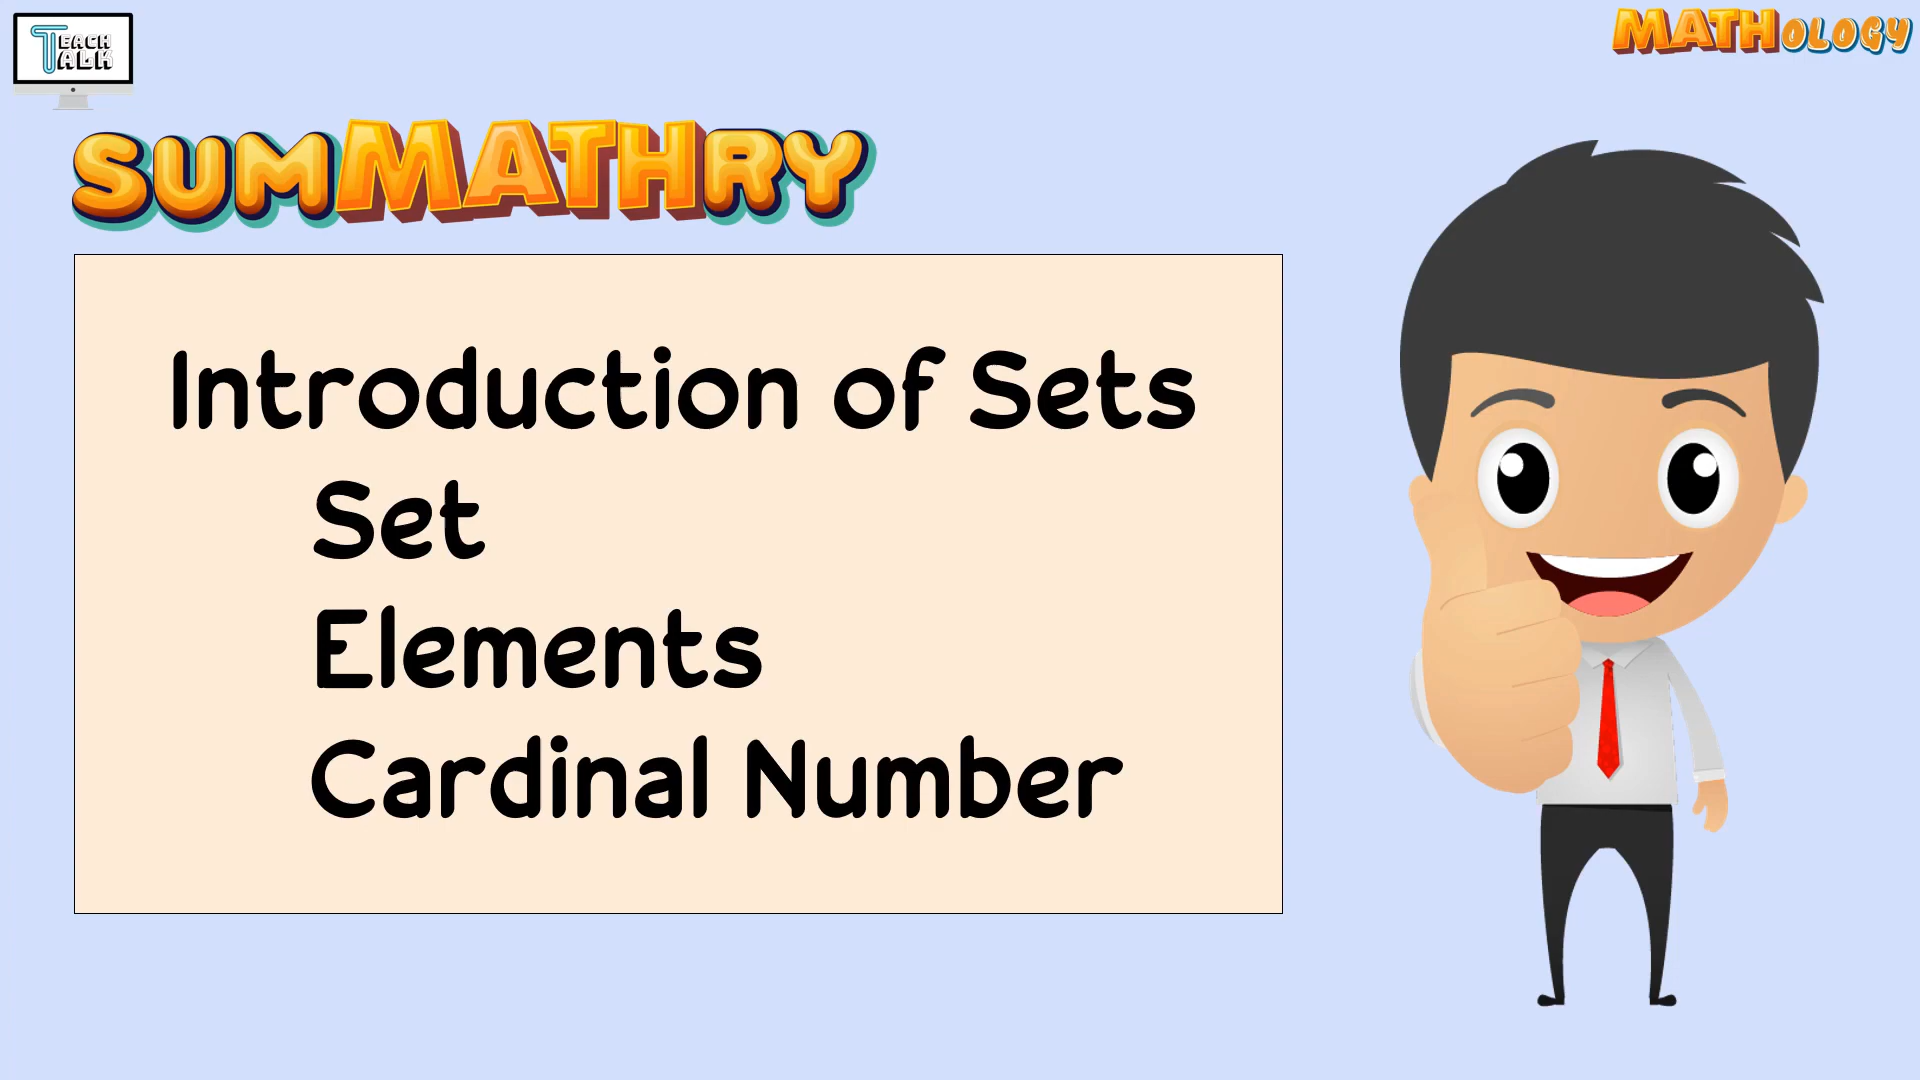 TEACH
TALK
MATHOLOGY
SUMMATHRY
Introduction of Sets
Set
Elements
Cardinal Number